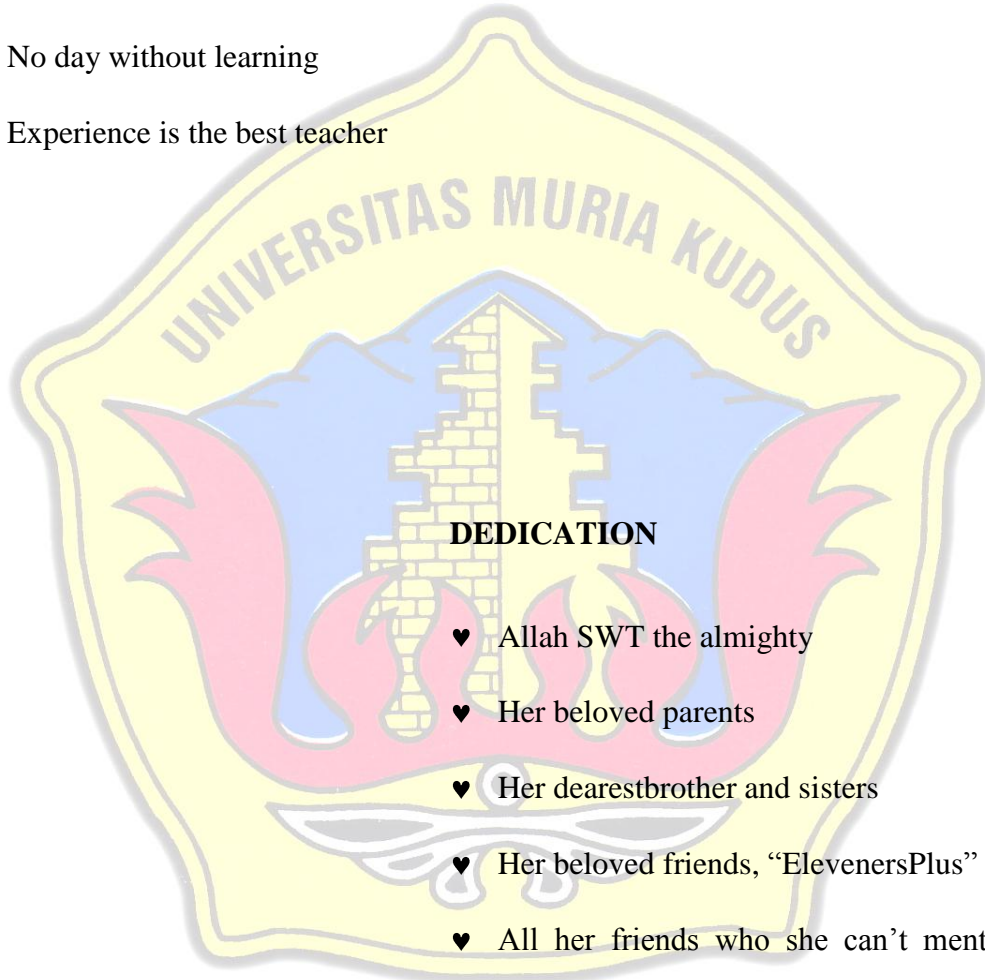 No day without learning
Experience is the best teacher
UNIVERSITAS MURIA KUDUS
DEDICATION
♥ Allah SWT the almighty
♥ Her beloved parents
♥ Her dearestbrother and sisters
♥ Her beloved friends, “ElevenersPlus”
♥ All her friends who she can’t